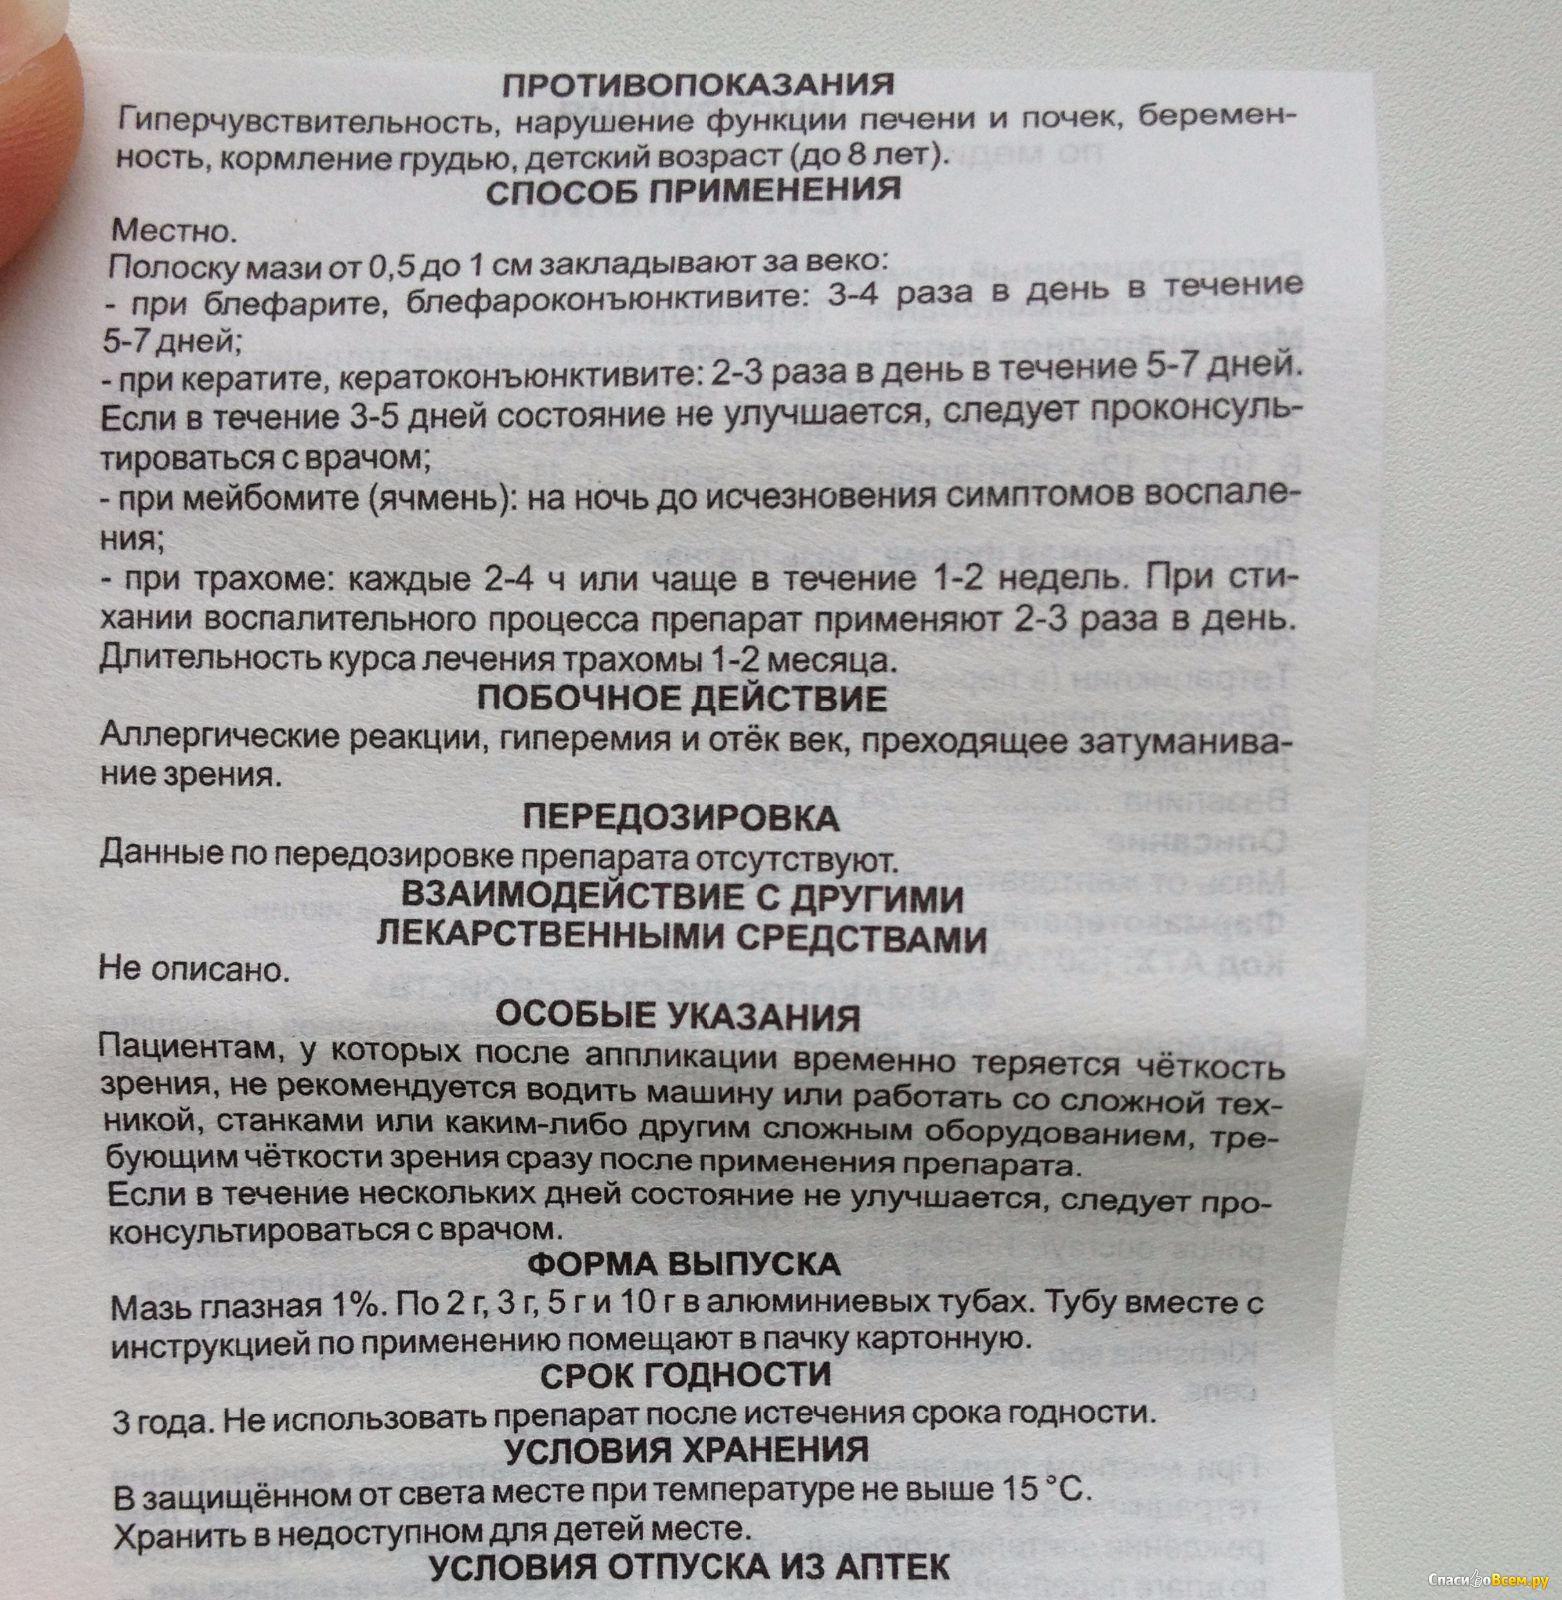 ПРОТИВОПОКАЗАНИЯ
Гиперчувствительность, нарушение функции печени и почек, беремен-
ность, кормление грудью, детский возраст (до 8 лет).
СПОСОБ ПРИМЕНЕНИЯ
Местно.
Полоску мази от 0,5 до 1 см закладывают за веко:
- при блефарите, блефароконъюнктивите: 3-4 раза в день в течение
5-7 дней;
- при кератите, кератоконъюнктивите: 2-3 раза в день в течение 5-7 дней.
Если в течение 3-5 дней состояние не улучшается, следует проконсуль-
тироваться с врачом;
- при мейбомите (ячмень): на ночь до исчезновения симптомов воспале-
ния;
- при трахоме: каждые 2-4 ч или чаще в течение 1-2 недель. При сти-
хании воспалительного процесса препарат применяют 2-3 раза в день.
Длительность курса лечения трахомы 1-2 месяца.
ПОБОЧНОЕ ДЕЙСТВИЕ
Аллергические реакции, гиперемия и отёк век, преходящее затуманива-
ние зрения.
ПЕРЕДОЗИРОВКА
Данные по передозировке препарата отсутствуют.
ВЗАИМОДЕЙСТВИЕ С ДРУГИМИ
ЛЕКАРСТВЕННЫМИ СРЕДСТВАМИ
Не описано.
ОСОБЫЕ УКАЗАНИЯ
Пациентам, у которых после аппликации временно теряется чёткость
зрения, не рекомендуется водить машину или работать со сложной тех-
никой, станками или каким-либо другим сложным оборудованием, тре-
бующим чёткости зрения сразу после применения препарата.
Если в течение нескольких дней состояние не улучшается, следует про-
консультироваться с врачом.
ФОРМА ВЫПУСКА
Мазь глазная 1%. По 2 г, 3 г, 5 г и 10 г в алюминиевых тубах. Тубу вместе с
инструкцией по применению помещают в пачку картонную.
СРОК ГОДНОСТИ
3 года. Не использовать препарат после истечения срока годности.
УСЛОВИЯ ХРАНЕНИЯ
В защищённом от света месте при температуре не выше 15 °С.
Хранить в недоступном для детей месте.
УСЛОВИЯ ОТПУСКА ИЗ АПТЕК
СпасибоВсем.ру